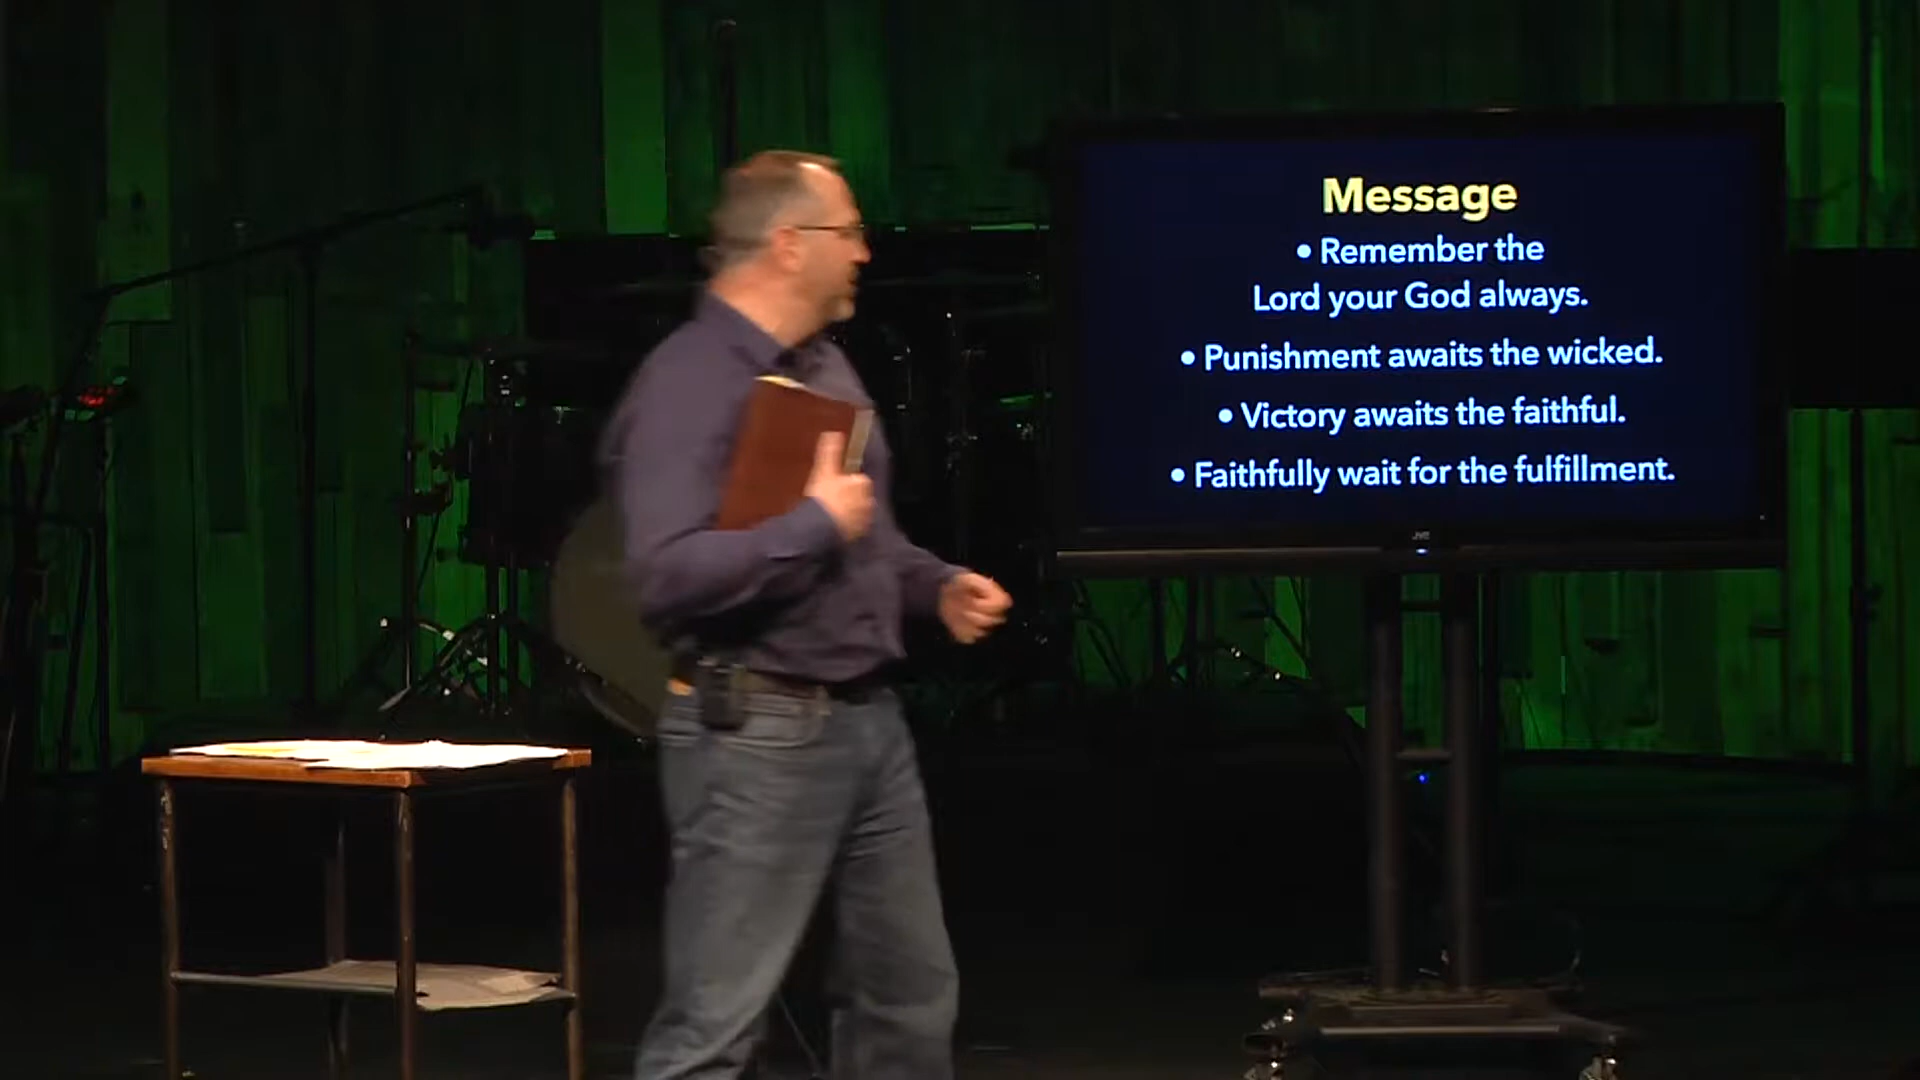 Message
• Remember the
Lord your God always.
• Punishment awaits the wicked.
• Victory awaits the faithful.
• Faithfully wait for the fulfillment.
JVC